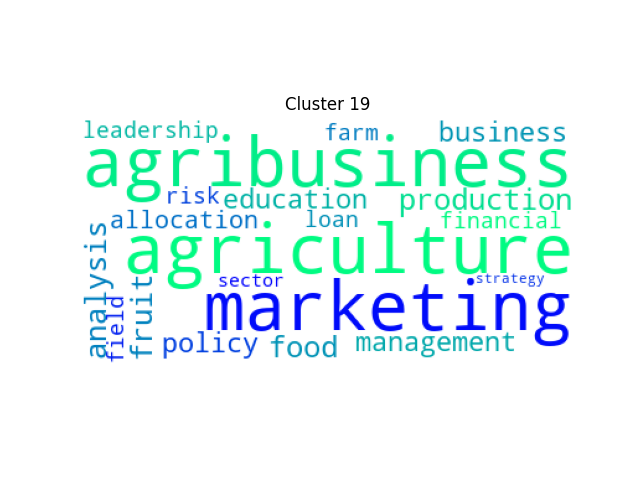 Cluster 19
leadership farm business
agribusiness
risk education production
allocation loan financial
agriculture
analysis
field
fruit
sector strategy
marketing
policy food management